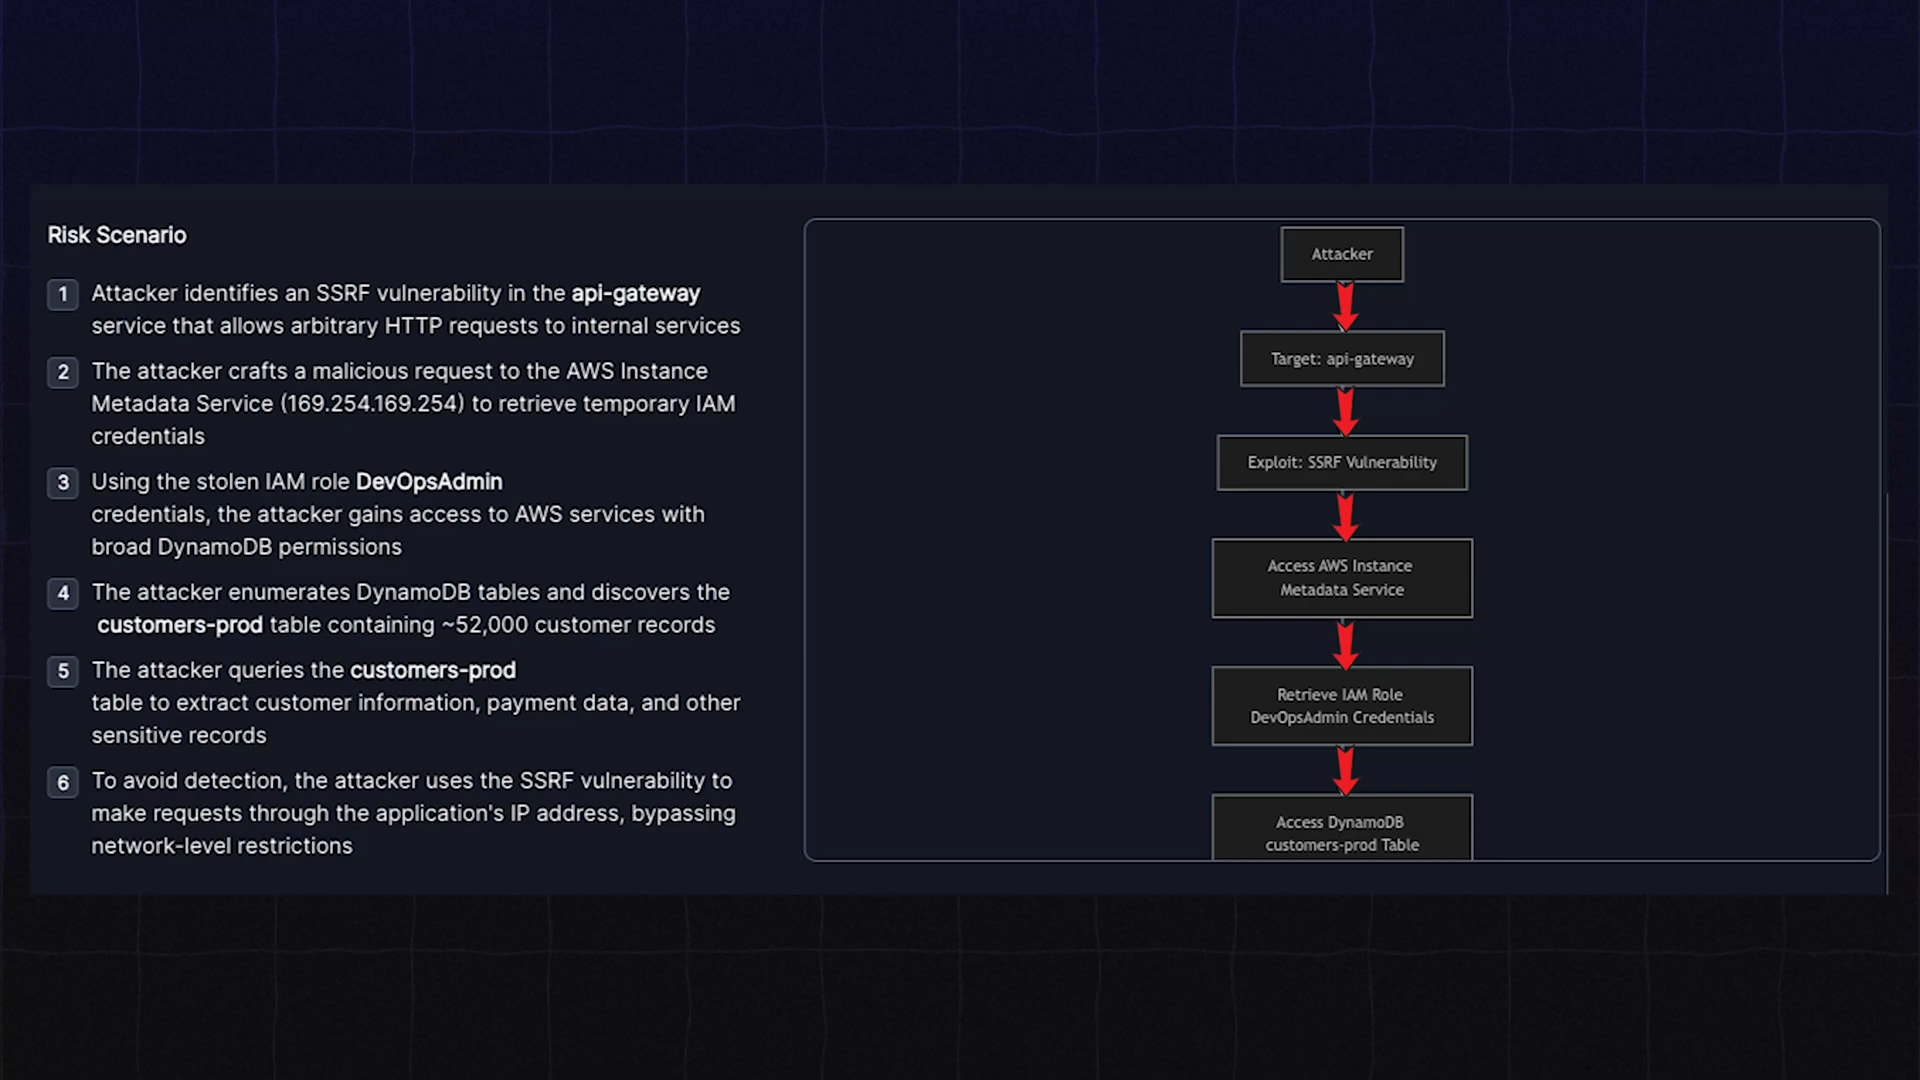 Risk Scenario
1
Attacker identifies an SSRF vulnerability in the api-gateway
service that allows arbitrary HTTP requests to internal services
2
The attacker crafts a malicious request to the AWS Instance
Metadata Service (169.254.169.254) to retrieve temporary IAM
credentials
3
Using the stolen IAM role DevOpsAdmin
credentials, the attacker gains access to AWS services with
broad DynamoDB permissions
4
The attacker enumerates DynamoDB tables and discovers the
customers-prod table containing ~52,000 customer records
5
The attacker queries the customers-prod
table to extract customer information, payment data, and other
sensitive records
6
To avoid detection, the attacker uses the SSRF vulnerability to
make requests through the application's IP address, bypassing
network-level restrictions
Attacker
Target: api-gateway
Exploit: SSRF Vulnerability
Access AWS Instance
Metadata Service
Retrieve IAM Role
DevOpsAdmin Credentials
Access DynamoDB
customers-prod Table